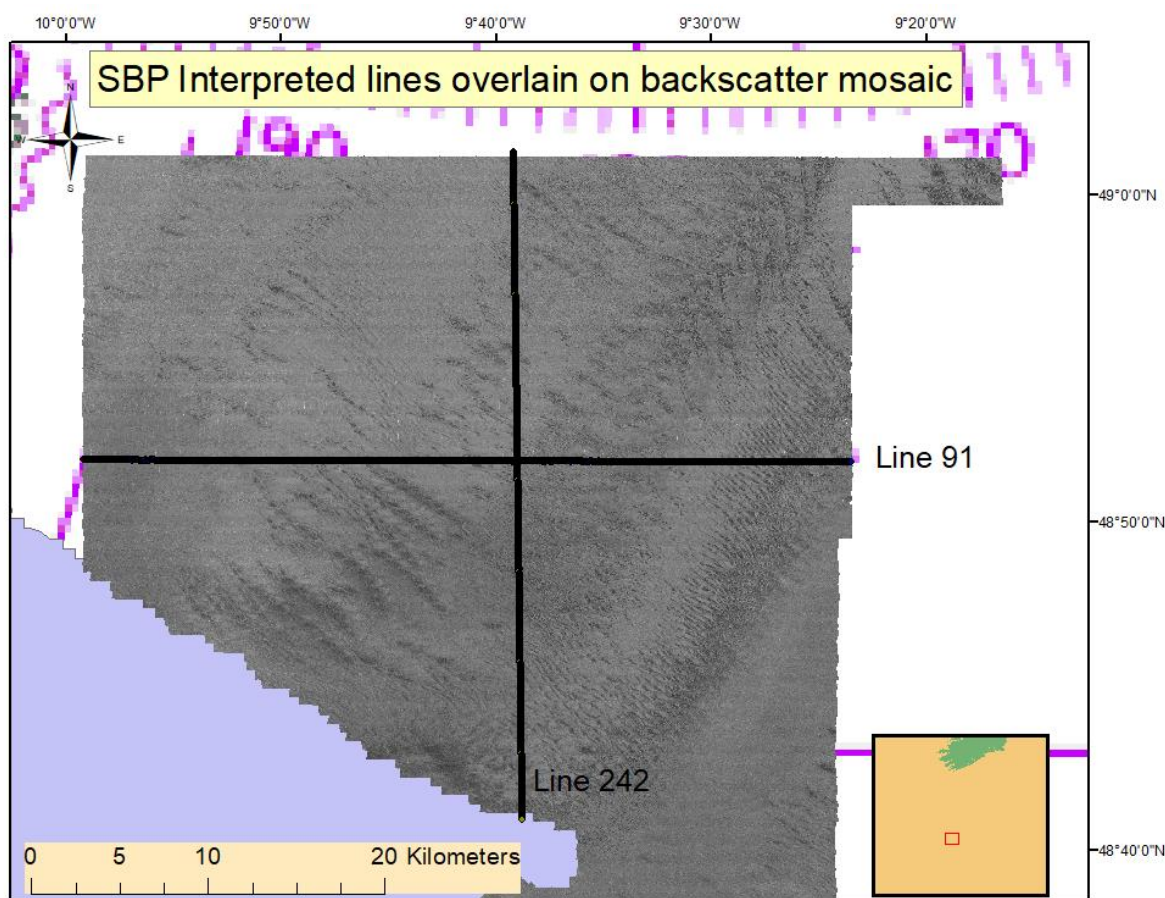 10°0'0"W 9°50'0"W 9°40'0"W 9°30'0"W 9°20'0"W
SBP Interpreted lines overlain on backscatter mosaic
N
W E
S
190
70
49°0'0"N
Line 91
48°50'0"N
Line 242
0 5 10 20 Kilometers
48°40'0"N